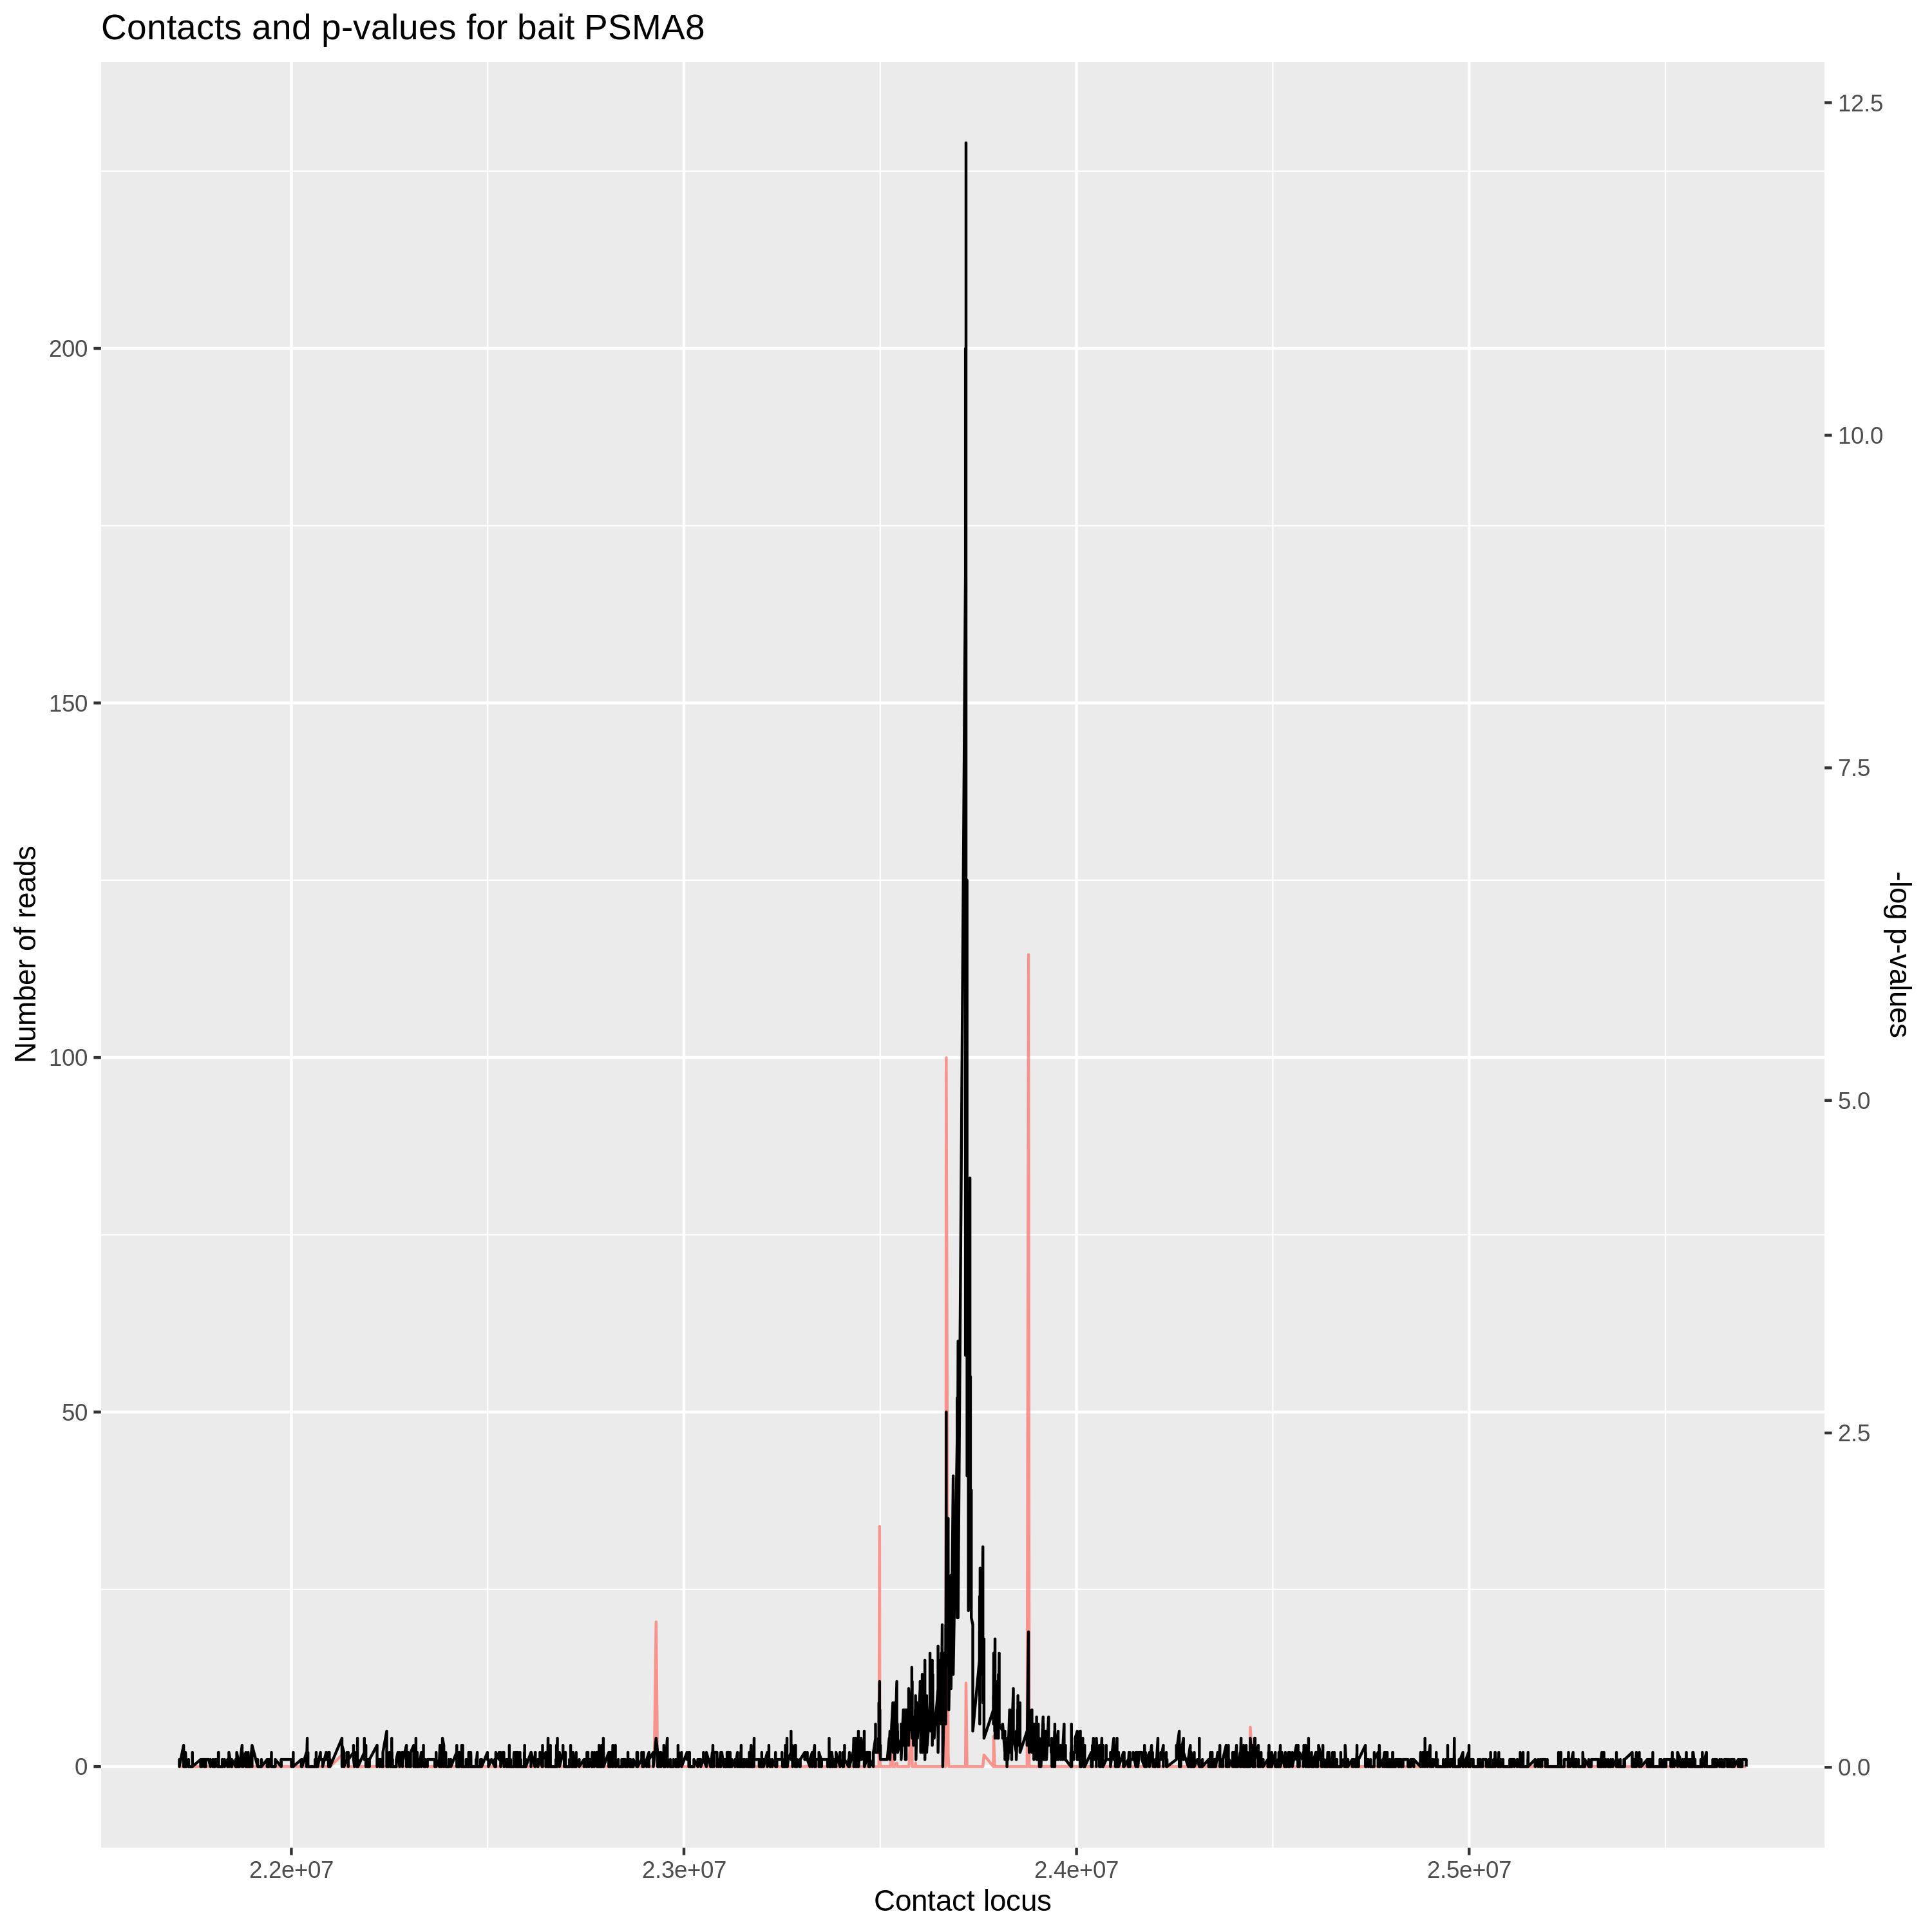 Contacts and p-values for bait PSMA8
Number of reads
200
150
100
50
0
12.5
10.0
7.5
5.0
2.5
0.0
-log p-values
2.2e+07
2.3e+07
2.4e+07
2.5e+07
Contact locus